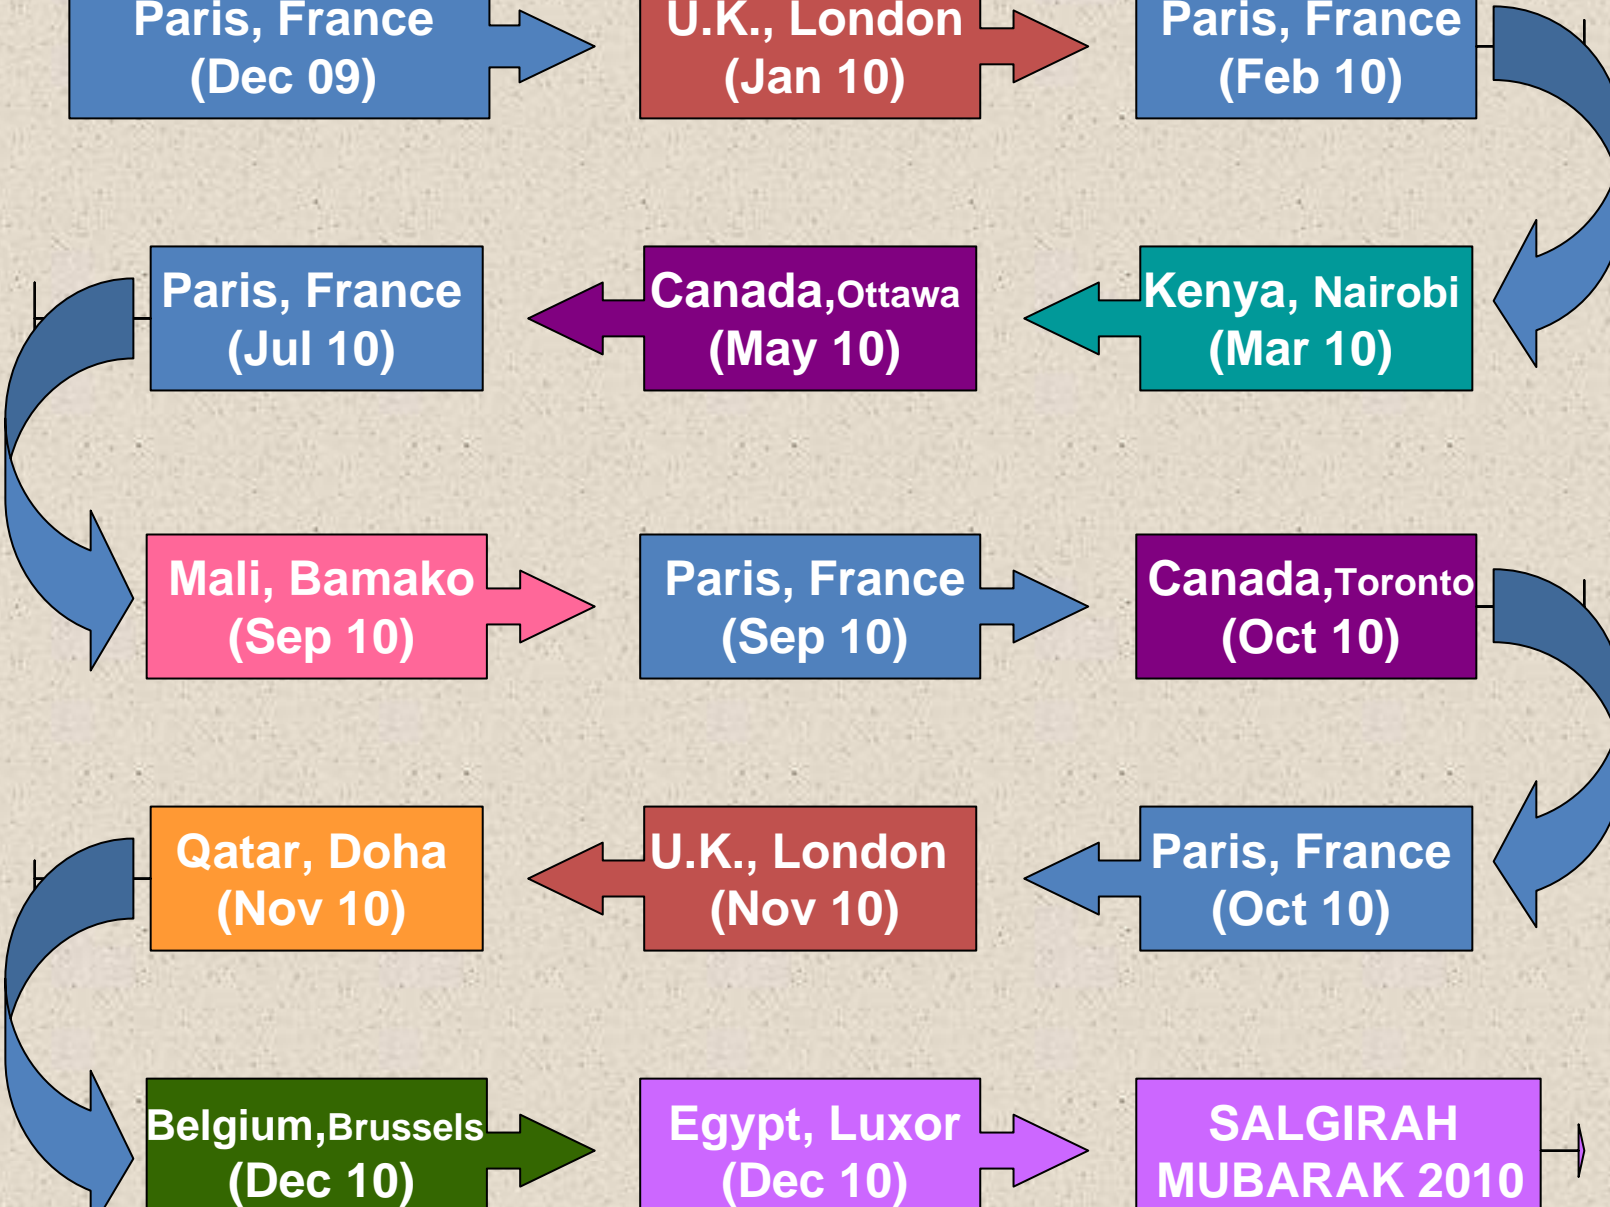 Paris, France
(Dec 09)
U.K., London
(Jan 10)
Paris, France
(Feb 10)
Kenya, Nairobi
(Mar 10)
Canada,Ottawa
(May 10)
Paris, France
(Jul 10)
Mali, Bamako
(Sep 10)
Paris, France
(Sep 10)
Canada,Toronto
(Oct 10)
Paris, France
(Oct 10)
U.K., London
(Nov 10)
Qatar, Doha
(Nov 10)
Belgium,Brussels
(Dec 10)
Egypt, Luxor
(Dec 10)
SALGIRAH
MUBARAK 2010